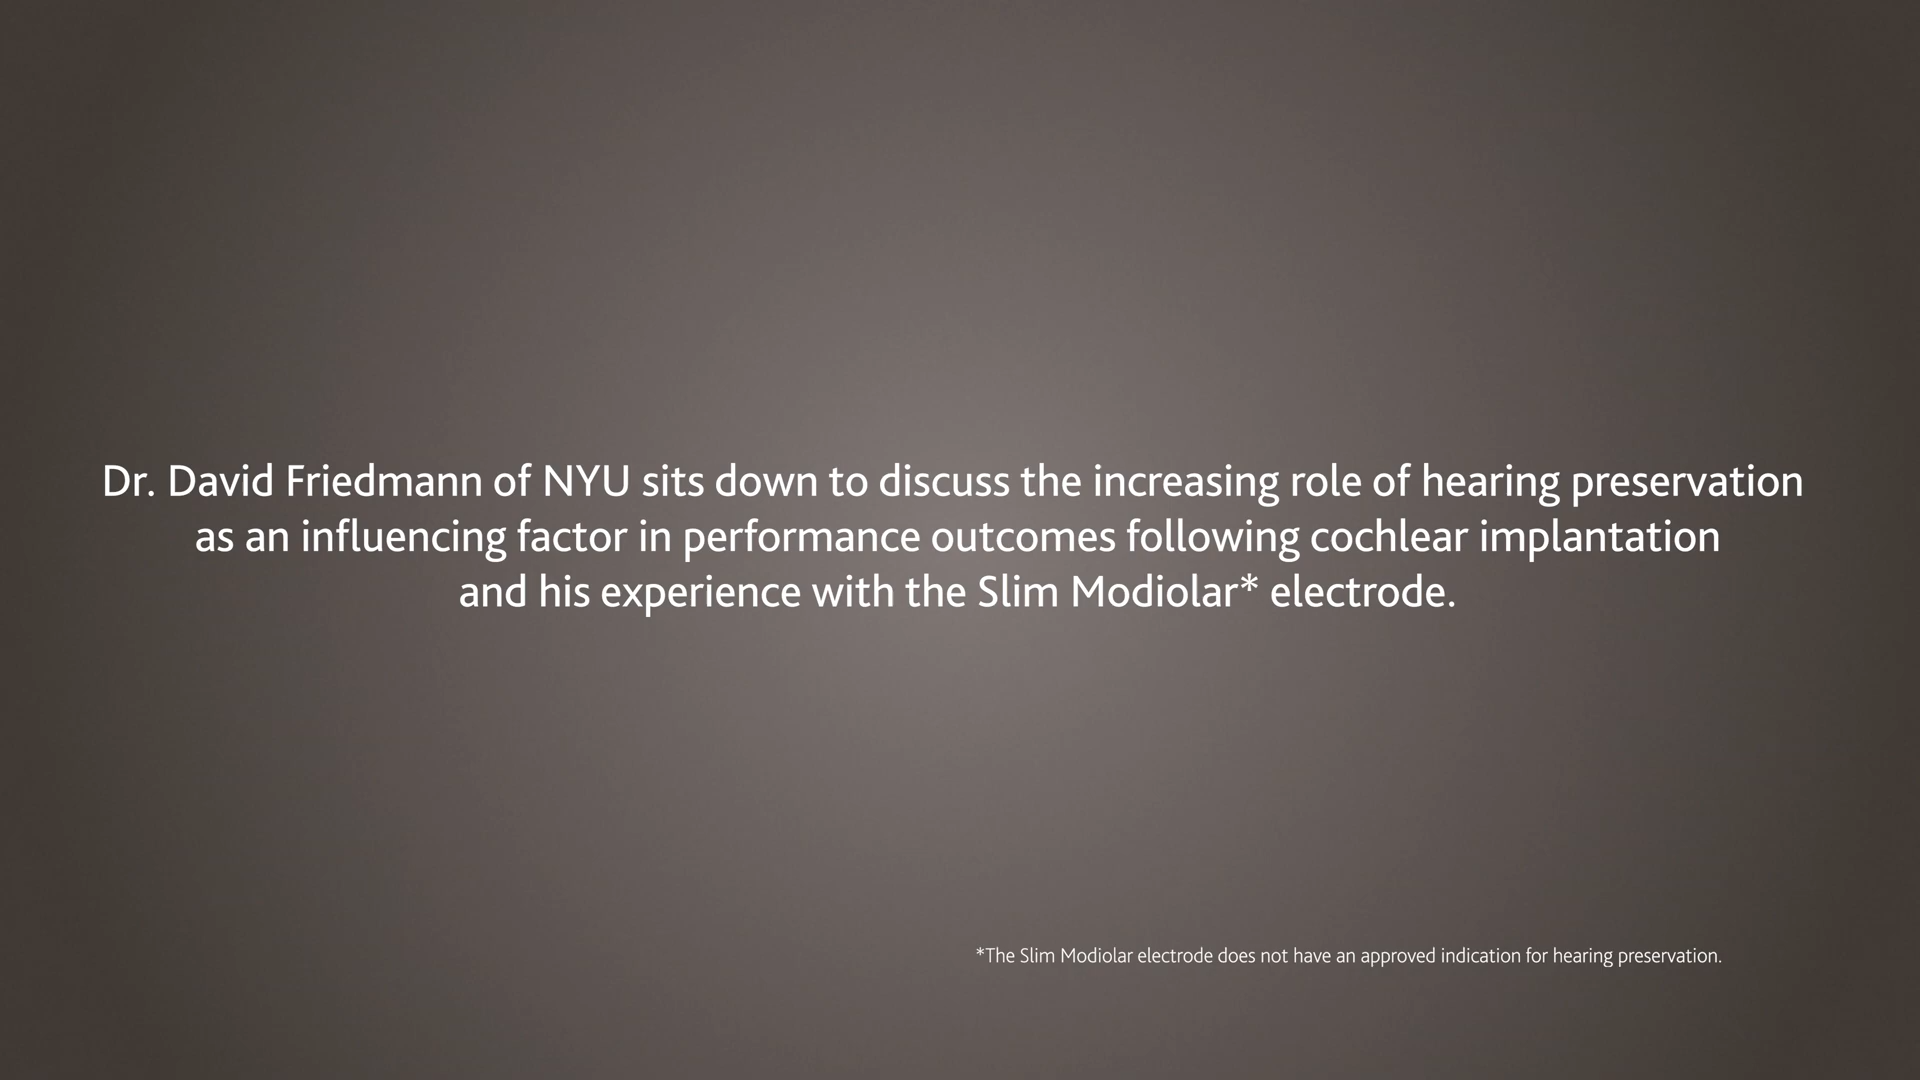 Dr. David Friedmann of NYU sits down to discuss the increasing role of hearing preservation
as an influencing factor in performance outcomes following cochlear implantation
and his experience with the Slim Modiolar* electrode.
*The Slim Modiolar electrode does not have an approved indication for hearing preservation.